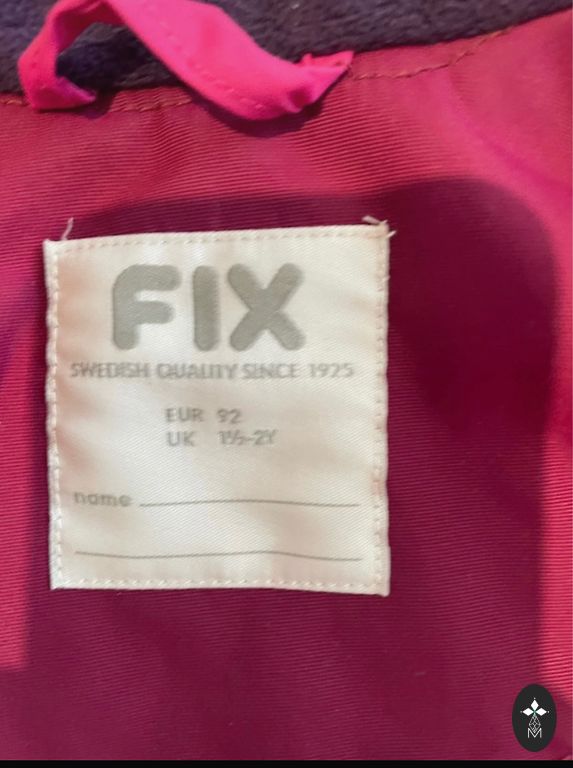 FIX
SWEDISH QUALITY SINCE 1925
EUR 92
UK 1½-2Y
name
M